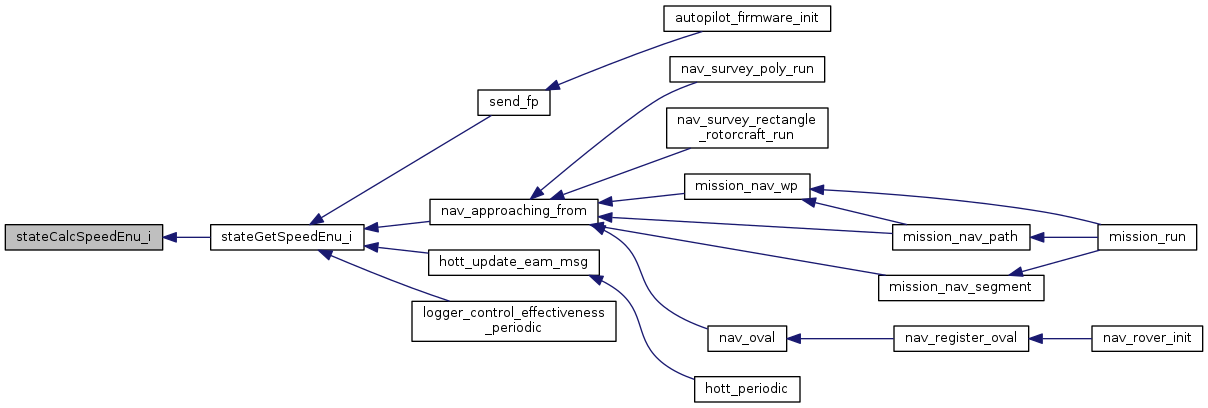 autopilot_firmware_init
nav_survey_poly_run
send_fp
nav_survey_rectangle
_rotorcraft_run
mission_nav_wp
nav_approaching_from
stateCalcSpeedEnu_i
stateGetSpeedEnu_i
mission_nav_path
mission_run
hott_update_eam_msg
mission_nav_segment
logger_control_effectiveness
_periodic
nav_oval
nav_register_oval
nav_rover_init
hott_periodic